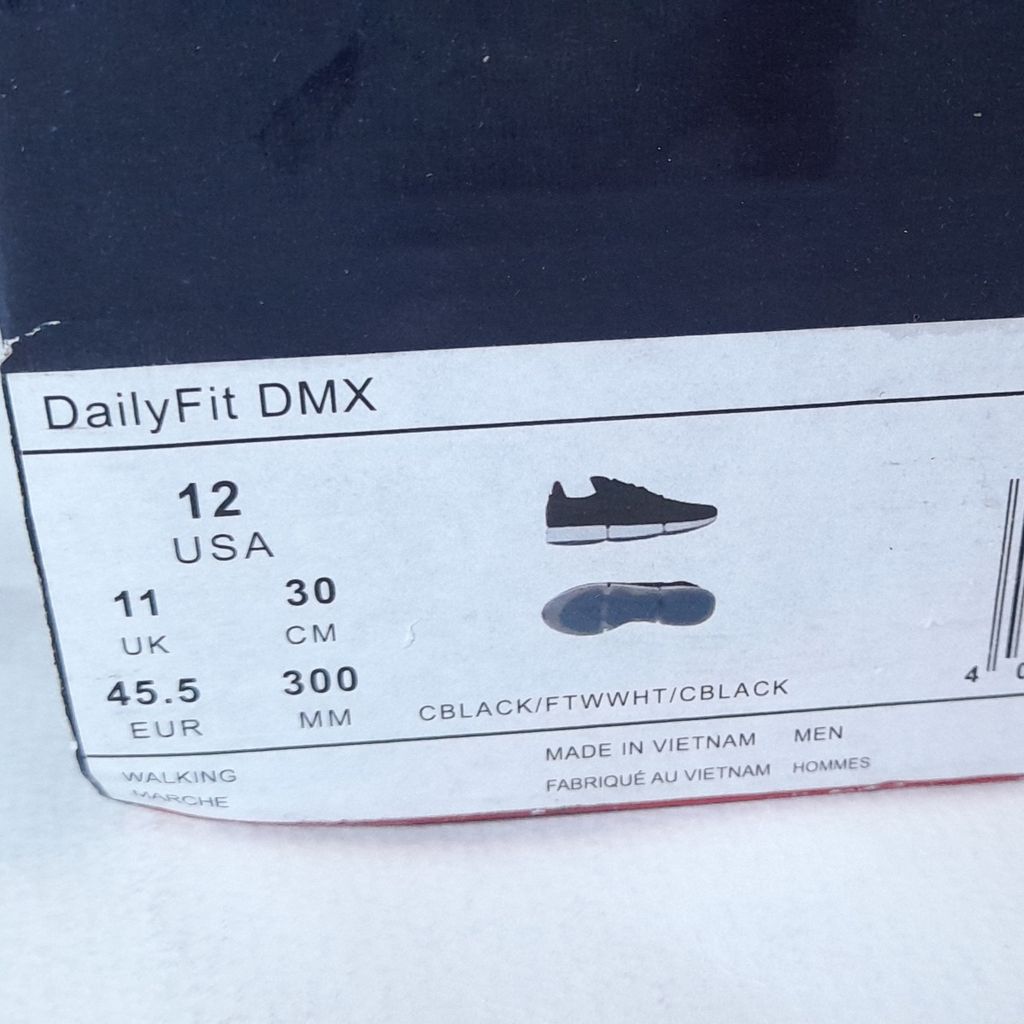 DailyFit DMX
12
USA
11 30
UK CM
45.5 300
EUR MM
CBLACK/FTWWHT/CBLACK
4
MADE IN VIETNAM MEN
FABRIQUÉ AU VIETNAM HOMMES
WALKING
MARCHE